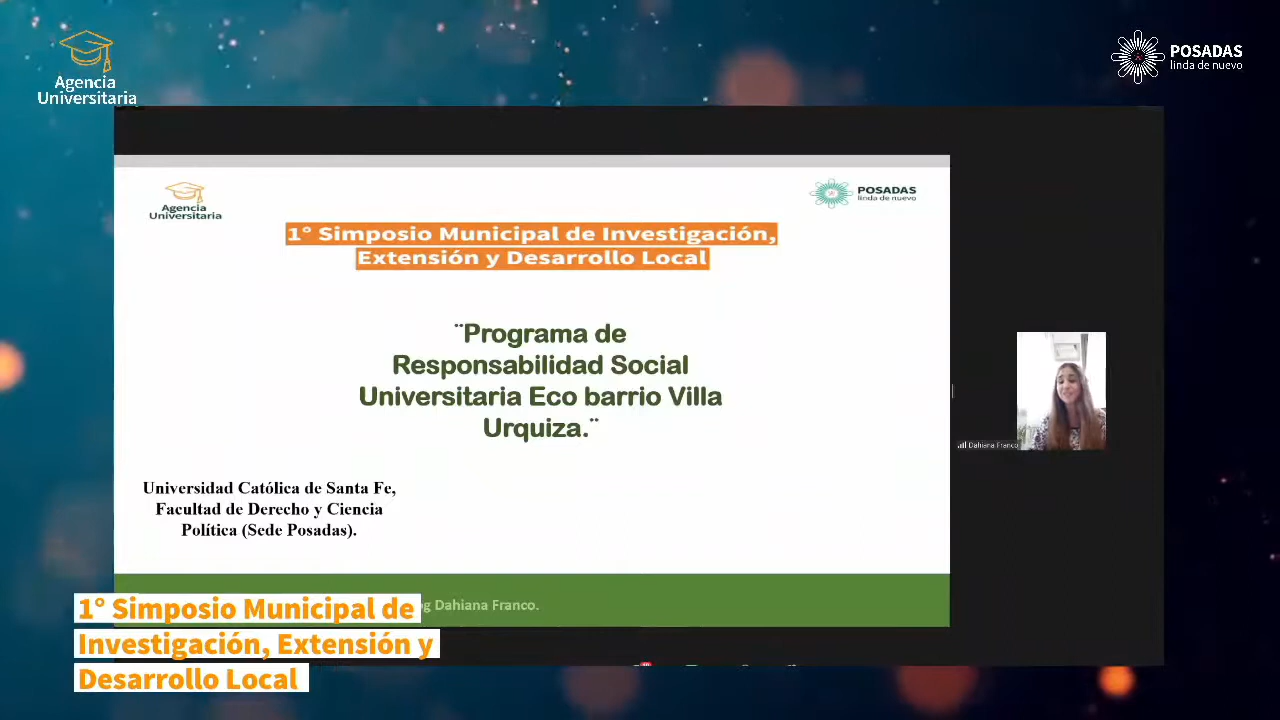 Agencia
Universitaria
POSADAS
linda de nuevo
Agencia
Universitaria
POSADAS
linda de nuevo
1° Simposio Municipal de Investigación,
Extensión y Desarrollo Local
¨Programa de
Responsabilidad Social
Universitaria Eco barrio Villa
Urquiza.¨
Universidad Católica de Santa Fe,
Facultad de Derecho y Ciencia
Política (Sede Posadas).
Dahiana Franco
Dahiana Franco.
1° Simposio Municipal de
Investigación, Extensión y
Desarrollo Local